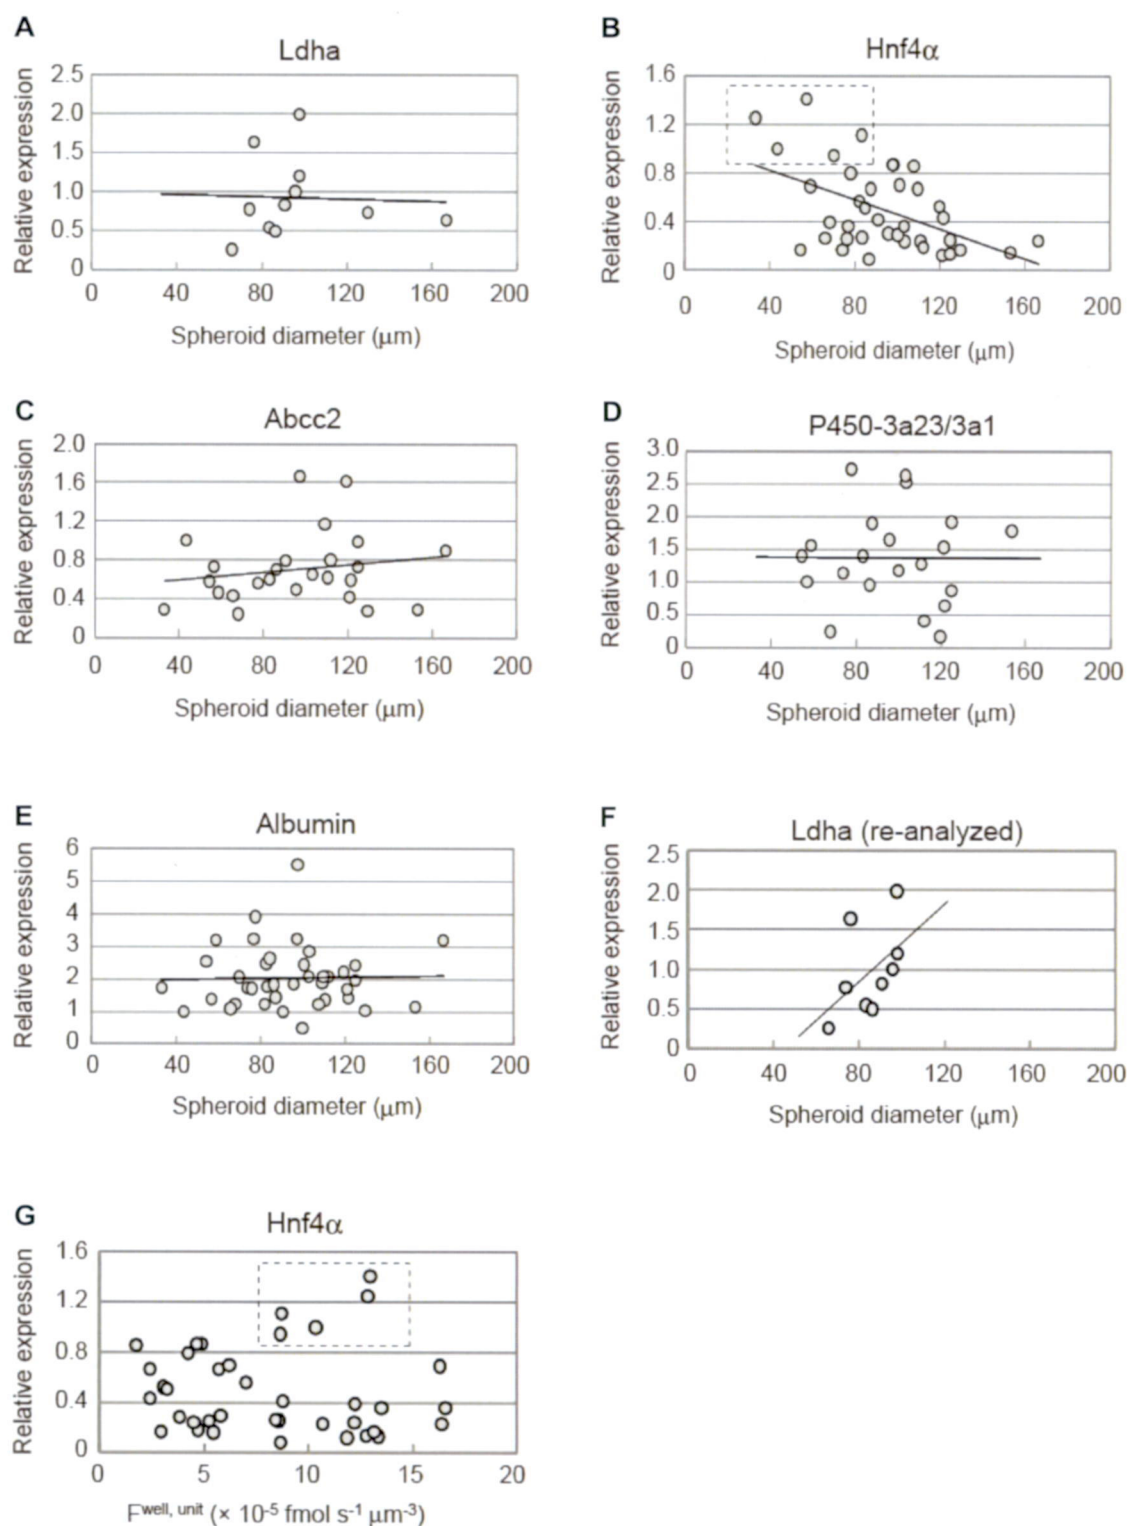 A
Ldha
Relative expression
2.5
2.0
1.5
1.0
0.5
0
0 40 80 120 160 200
Spheroid diameter (μm)
B
Hnf4α
Relative expression
1.6
1.2
0.8
0.4
0
0 40 80 120 160 200
Spheroid diameter (μm)
C
Abcc2
Relative expression
2.0
1.6
1.2
0.8
0.4
0
0 40 80 120 160 200
Spheroid diameter (μm)
D
P450-3a23/3a1
Relative expression
3.0
2.5
2.0
1.5
1.0
0.5
0
0 40 80 120 160 200
Spheroid diameter (μm)
E
Albumin
Relative expression
6
5
4
3
2
1
0
0 40 80 120 160 200
Spheroid diameter (μm)
F
Ldha (re-analyzed)
Relative expression
2.5
2.0
1.5
1.0
0.5
0
0 40 80 120 160 200
Spheroid diameter (μm)
G
Hnf4α
Relative expression
1.6
1.2
0.8
0.4
0
0 5 10 15 20
F^well, unit (× 10^-5 fmol s^-1 μm^-3)